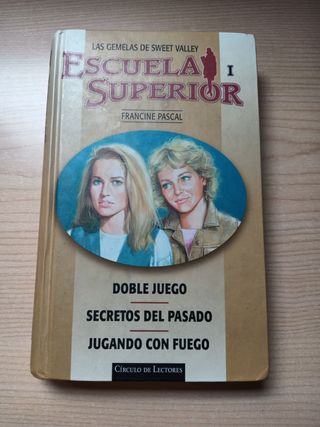 LAS GEMELAS DE SWEET VALLEY
ESCUELA I
SUPERIOR
FRANCINE PASCAL
DOBLE JUEGO
SECRETOS DEL PASADO
JUGANDO CON FUEGO
CÍRCULO DE LECTORES